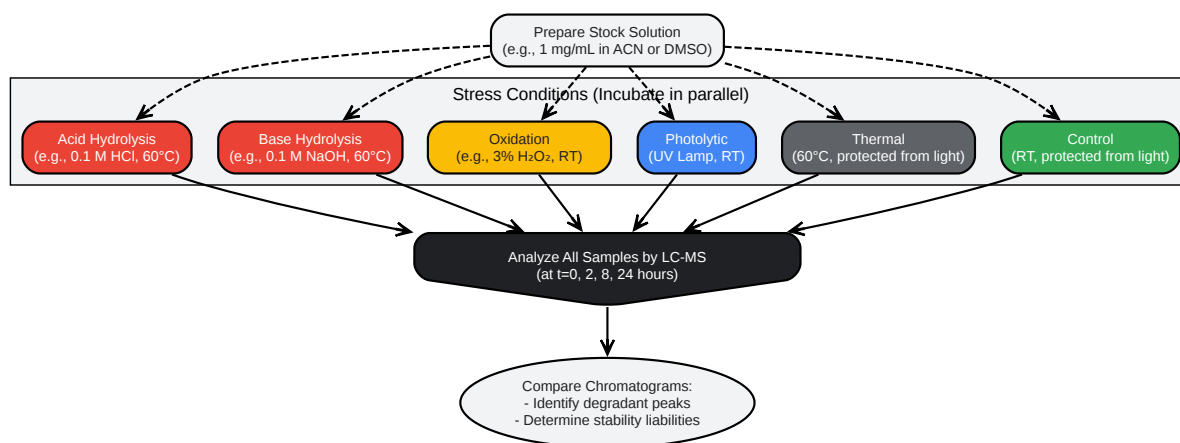 Prepare Stock Solution
(e.g., 1 mg/mL in ACN or DMSO)
Stress Conditions (Incubate in parallel)
Acid Hydrolysis
(e.g., 0.1 M HCl, 60°C)
Base Hydrolysis
(e.g., 0.1 M NaOH, 60°C)
Oxidation
(e.g., 3% H₂O₂, RT)
Photolytic
(UV Lamp, RT)
Thermal
(60°C, protected from light)
Control
(RT, protected from light)
Analyze All Samples by LC-MS
(at t=0, 2, 8, 24 hours)
Compare Chromatograms:
- Identify degradant peaks
- Determine stability liabilities